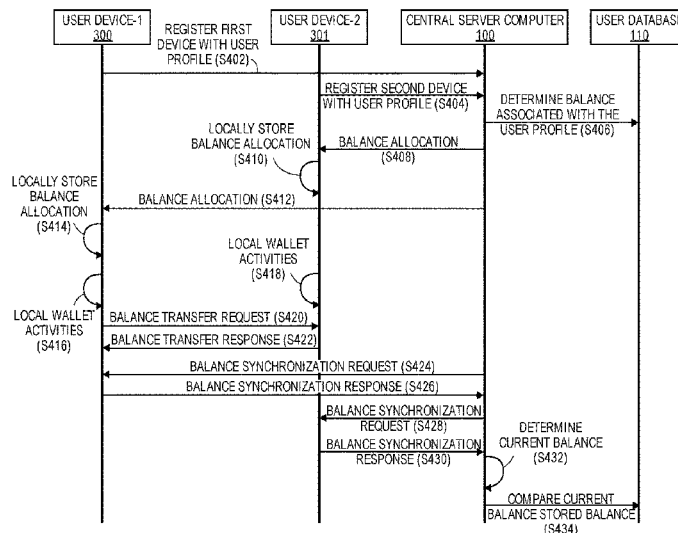 USER DEVICE-1
300
USER DEVICE-2
301
CENTRAL SERVER COMPUTER
100
USER DATABASE
110
REGISTER FIRST
DEVICE WITH USER
PROFILE (S402)
REGISTER SECOND DEVICE
WITH USER PROFILE (S404)
DETERMINE BALANCE
ASSOCIATED WITH THE
USER PROFILE (S406)
BALANCE ALLOCATION
(S408)
LOCALLY STORE
BALANCE ALLOCATION
(S410)
BALANCE ALLOCATION (S412)
LOCALLY STORE
BALANCE
ALLOCATION
(S414)
LOCAL WALLET
ACTIVITIES
(S416)
LOCAL WALLET
ACTIVITIES
(S418)
BALANCE TRANSFER REQUEST (S420)
BALANCE TRANSFER RESPONSE (S422)
BALANCE SYNCHRONIZATION REQUEST (S424)
BALANCE SYNCHRONIZATION RESPONSE (S426)
BALANCE SYNCHRONIZATION
REQUEST (S428)
BALANCE SYNCHRONIZATION
RESPONSE (S430)
DETERMINE
CURRENT BALANCE
(S432)
COMPARE CURRENT
BALANCE STORED BALANCE
(S434)